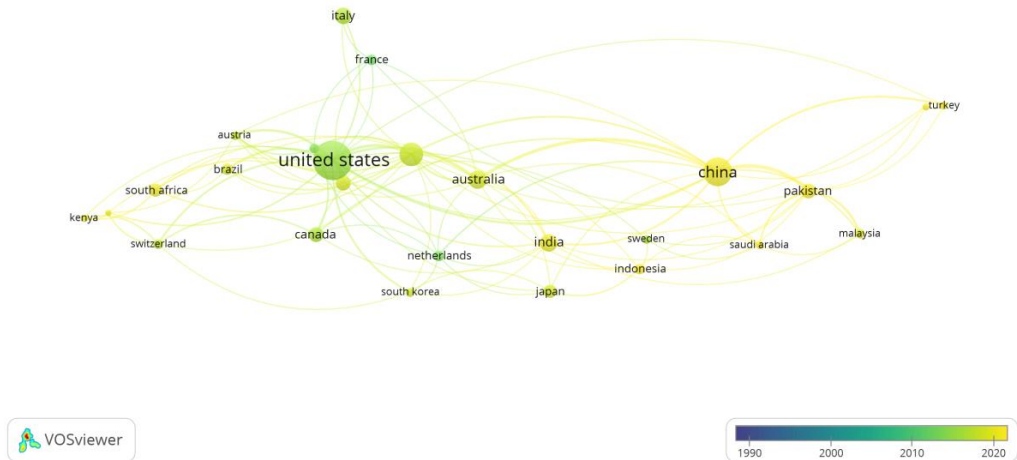 italy
france
turkey
austria
united states
brazil
china
australia
south africa
pakistan
kenya
canada
malaysia
switzerland
india
sweden
saudi arabia
netherlands
indonesia
south korea
japan
VOSviewer
1990 2000 2010 2020